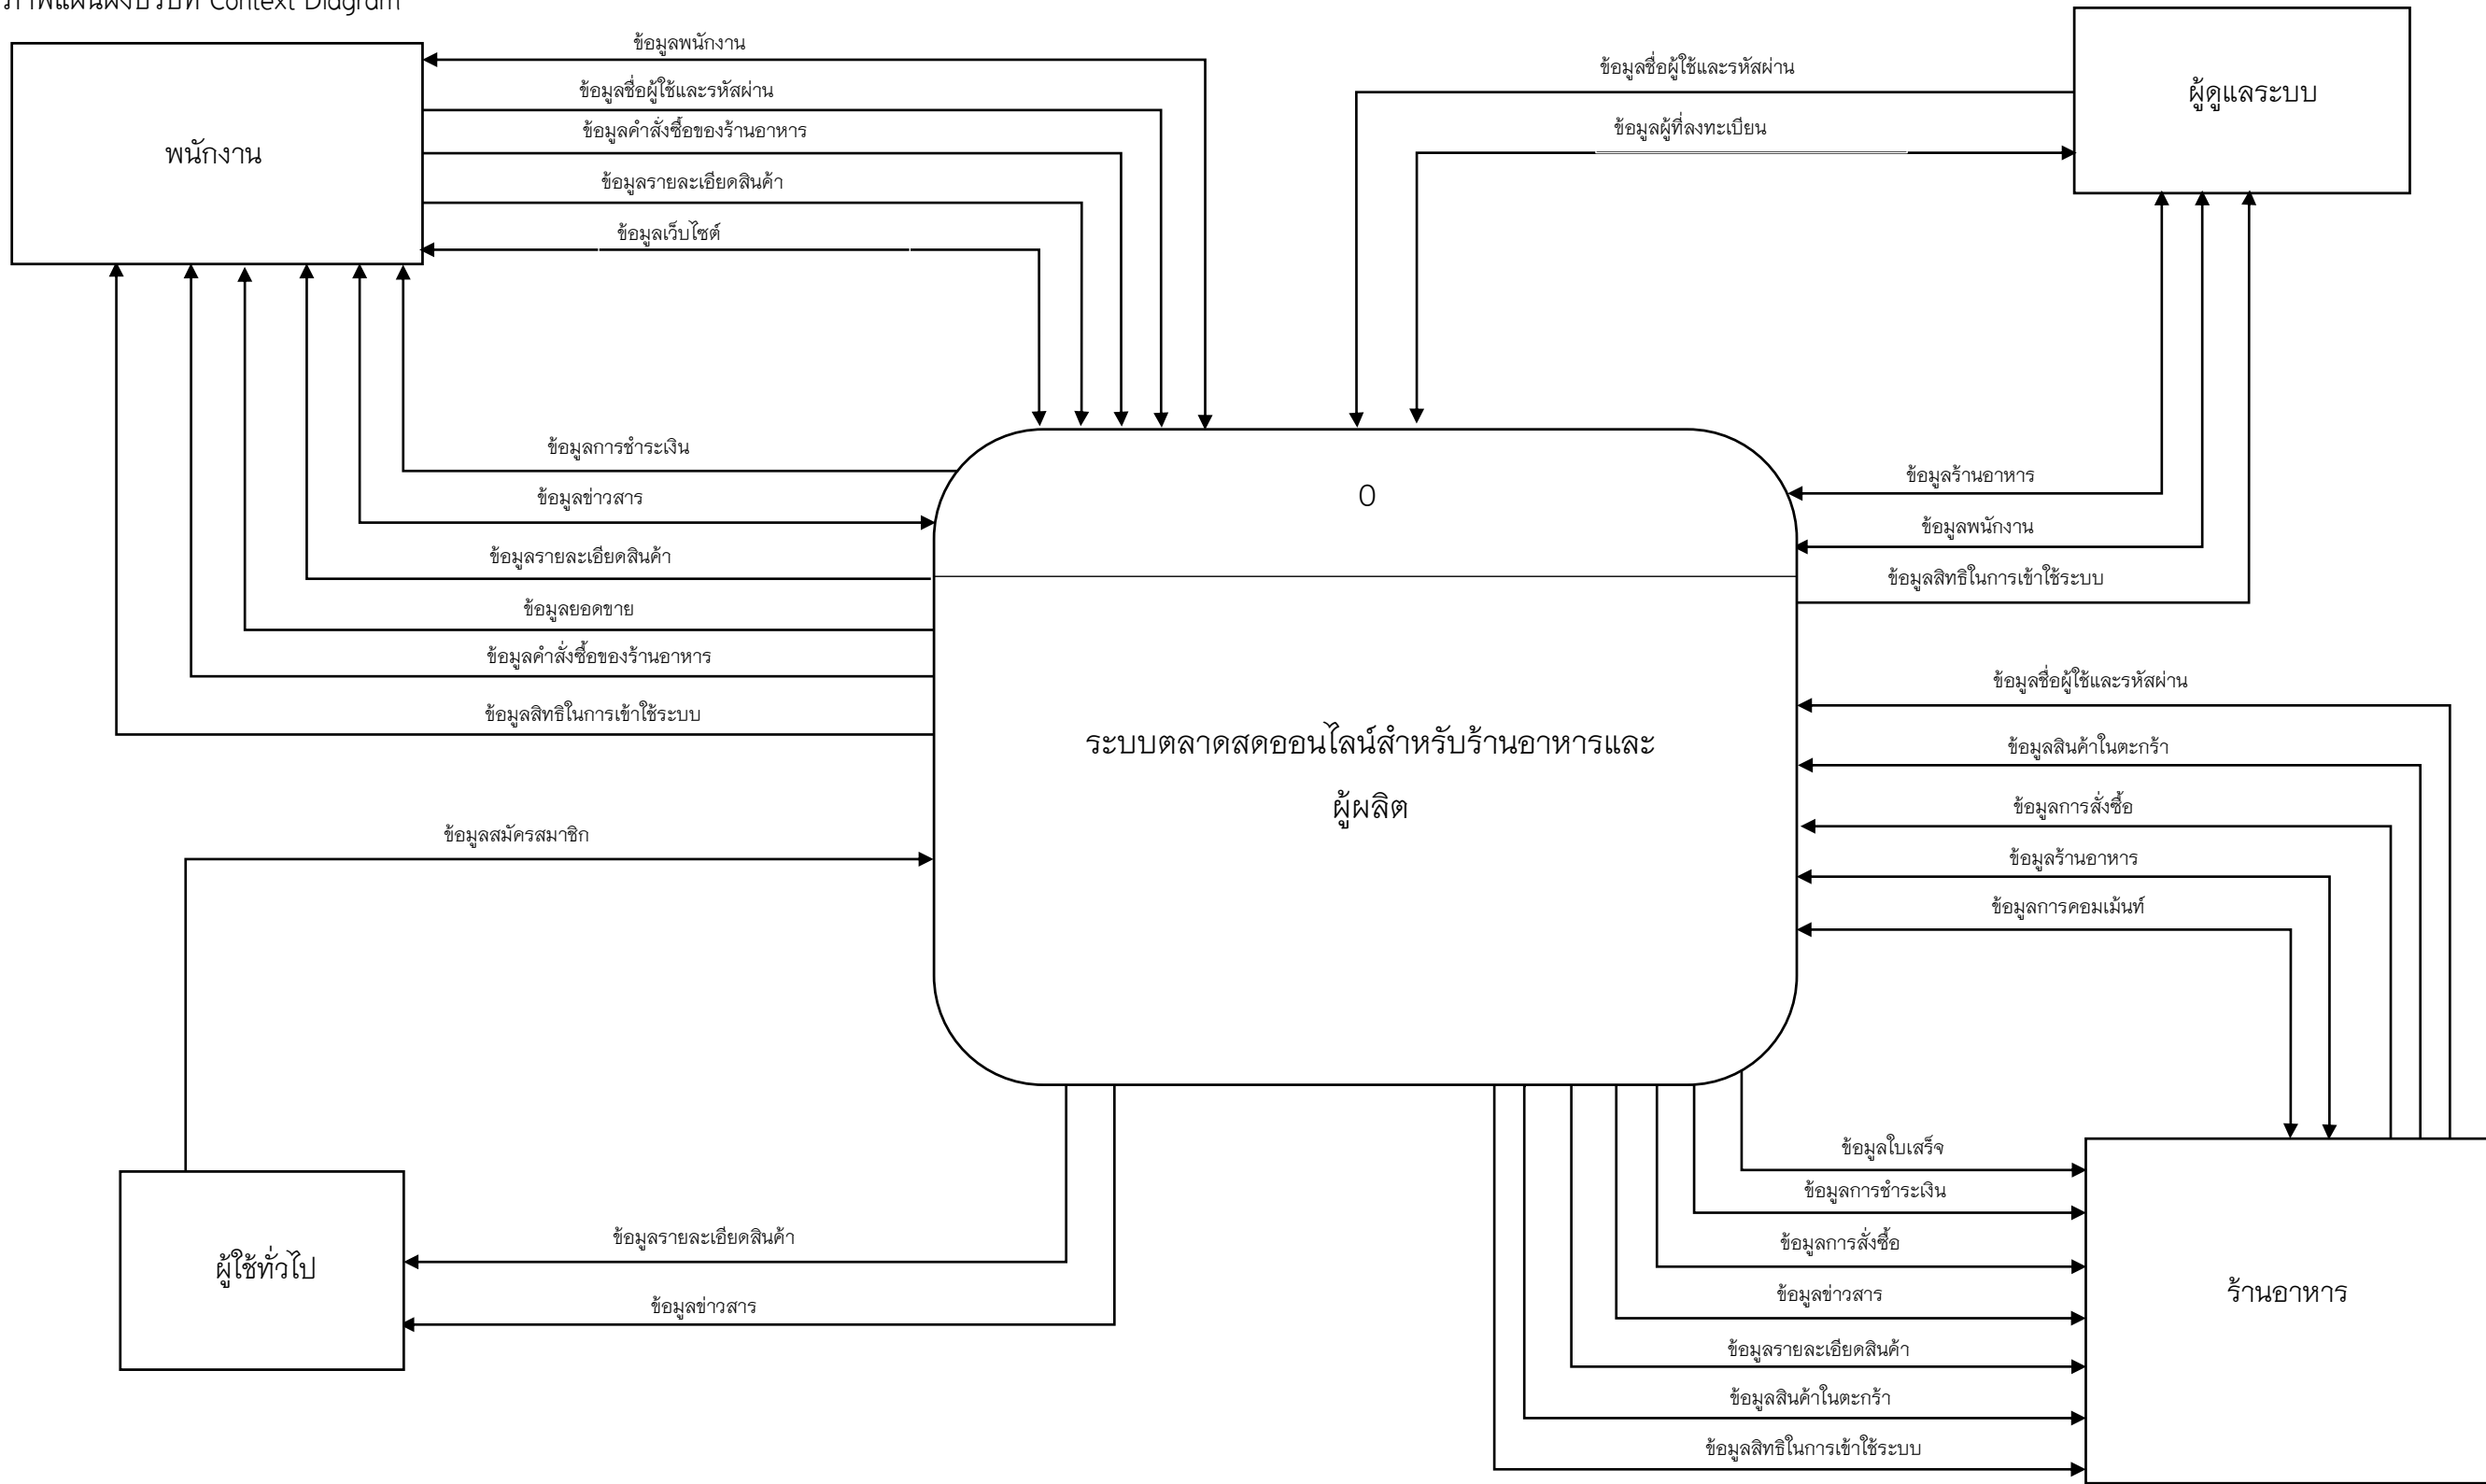 ภาพแผนผังบริบท Context Diagram
พนักงาน
ข้อมูลพนักงาน
ข้อมูลชื่อผู้ใช้และรหัสผ่าน
ข้อมูลคำสั่งซื้อของร้านอาหาร
ข้อมูลรายละเอียดสินค้า
ข้อมูลเว็บไซต์
ข้อมูลชื่อผู้ใช้และรหัสผ่าน
ข้อมูลผู้ที่ลงทะเบียน
ผู้ดูแลระบบ
ข้อมูลการชำระเงิน
ข้อมูลข่าวสาร
ข้อมูลรายละเอียดสินค้า
ข้อมูลยอดขาย
ข้อมูลคำสั่งซื้อของร้านอาหาร
ข้อมูลสิทธิในการเข้าใช้ระบบ
0
ระบบตลาดสดออนไลน์สำหรับร้านอาหารและ
ผู้ผลิต
ข้อมูลร้านอาหาร
ข้อมูลพนักงาน
ข้อมูลสิทธิในการเข้าใช้ระบบ
ข้อมูลชื่อผู้ใช้และรหัสผ่าน
ข้อมูลสินค้าในตะกร้า
ข้อมูลการสั่งซื้อ
ข้อมูลร้านอาหาร
ข้อมูลการคอมเม้นท์
ข้อมูลสมัครสมาชิก
ผู้ใช้ทั่วไป
ข้อมูลรายละเอียดสินค้า
ข้อมูลข่าวสาร
ข้อมูลใบเสร็จ
ข้อมูลการชำระเงิน
ข้อมูลการสั่งซื้อ
ข้อมูลข่าวสาร
ข้อมูลรายละเอียดสินค้า
ข้อมูลสินค้าในตะกร้า
ข้อมูลสิทธิในการเข้าใช้ระบบ
ร้านอาหาร